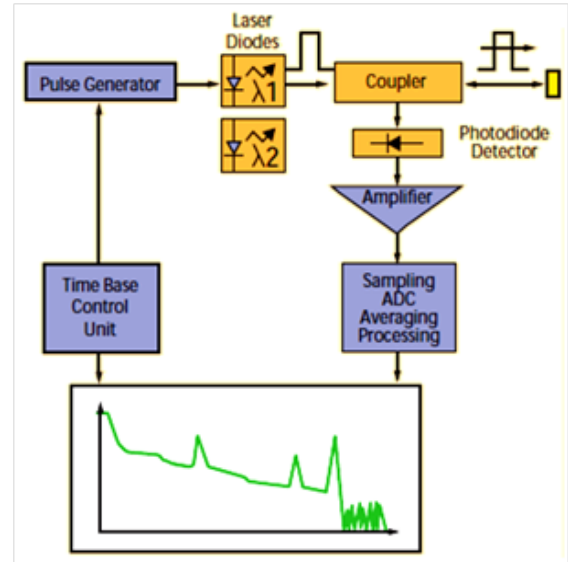 Laser
Diodes
Pulse Generator
λ1
Coupler
λ2
Photodiode
Detector
Amplifier
Time Base
Control
Unit
Sampling
ADC
Averaging
Processing